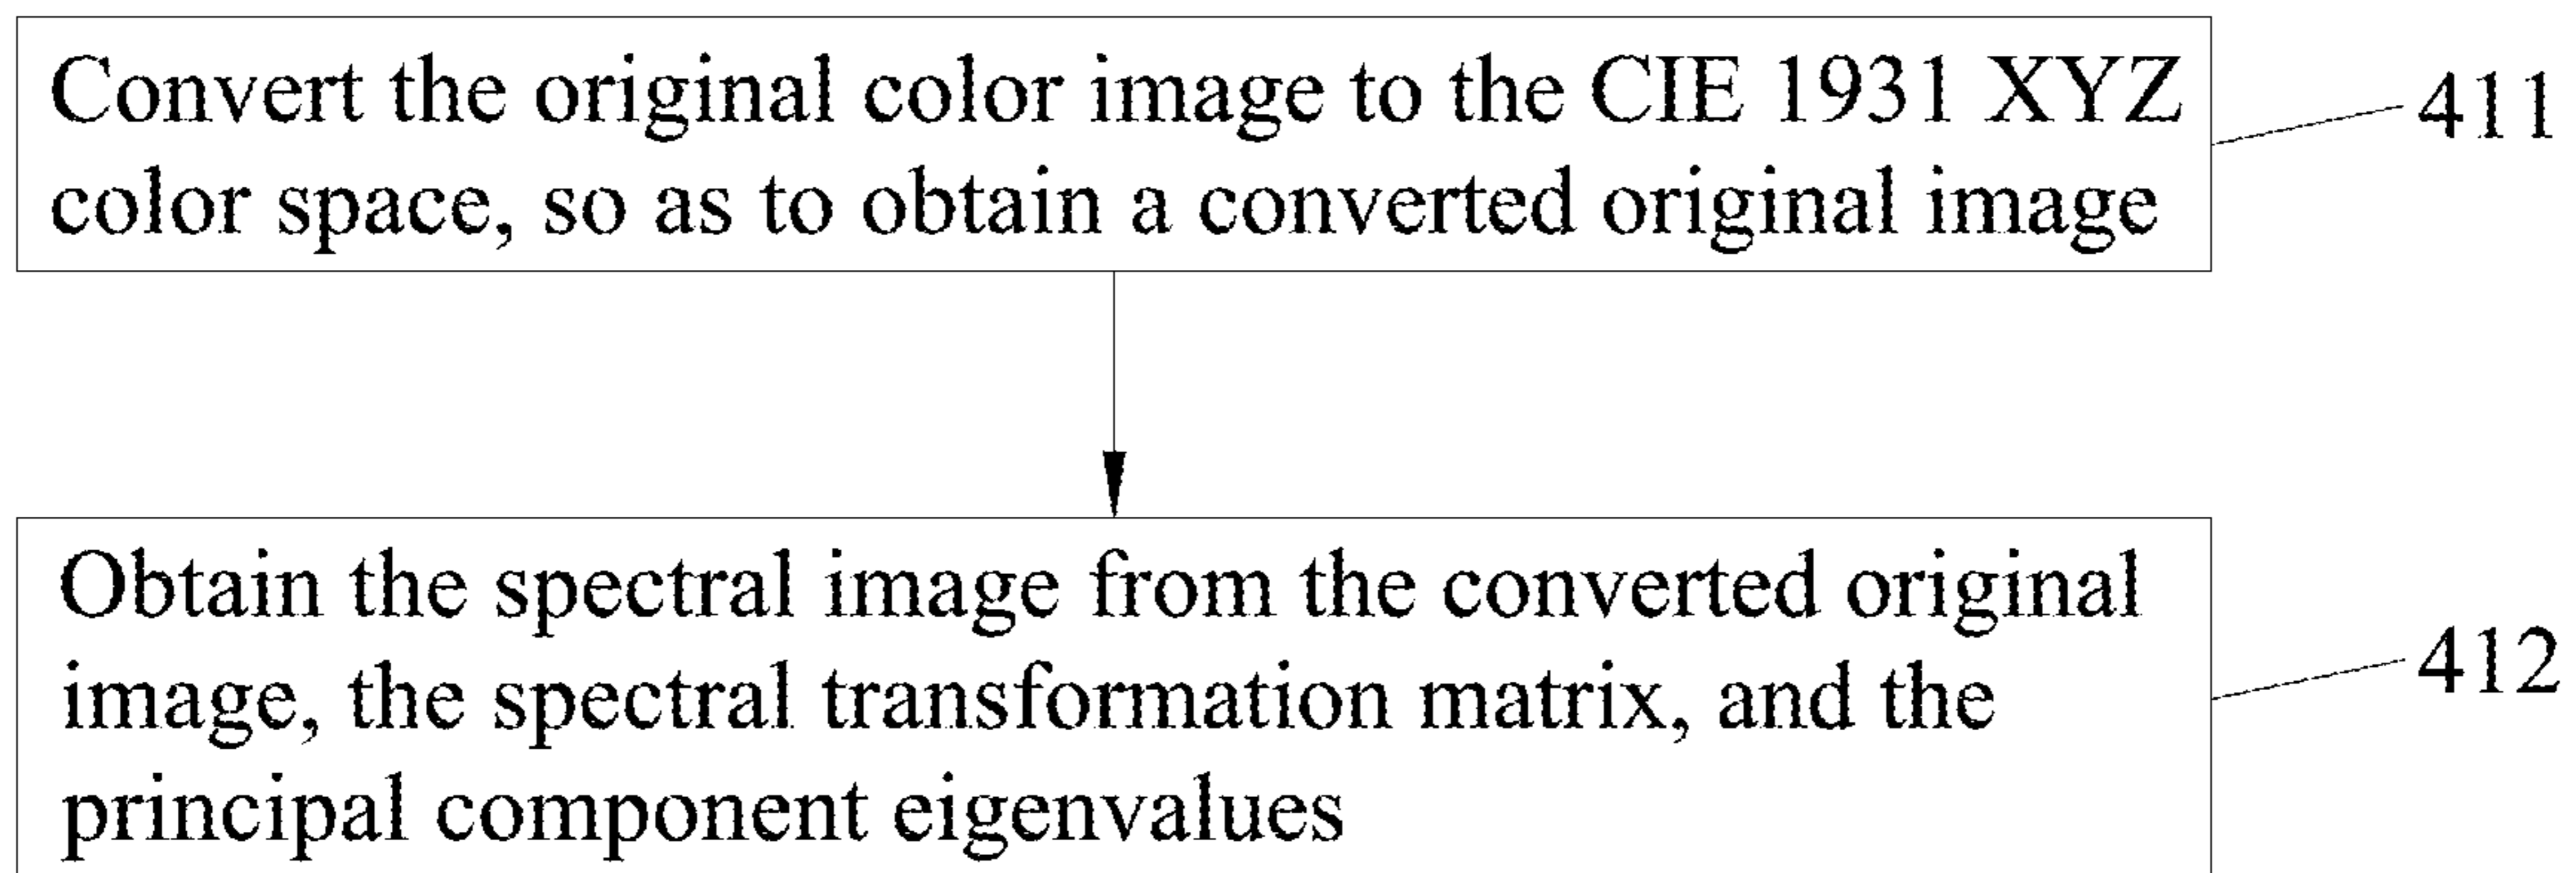 Convert the original color image to the CIE 1931 XYZ
color space, so as to obtain a converted original image
411
Obtain the spectral image from the converted original
image, the spectral transformation matrix, and the
principal component eigenvalues
412